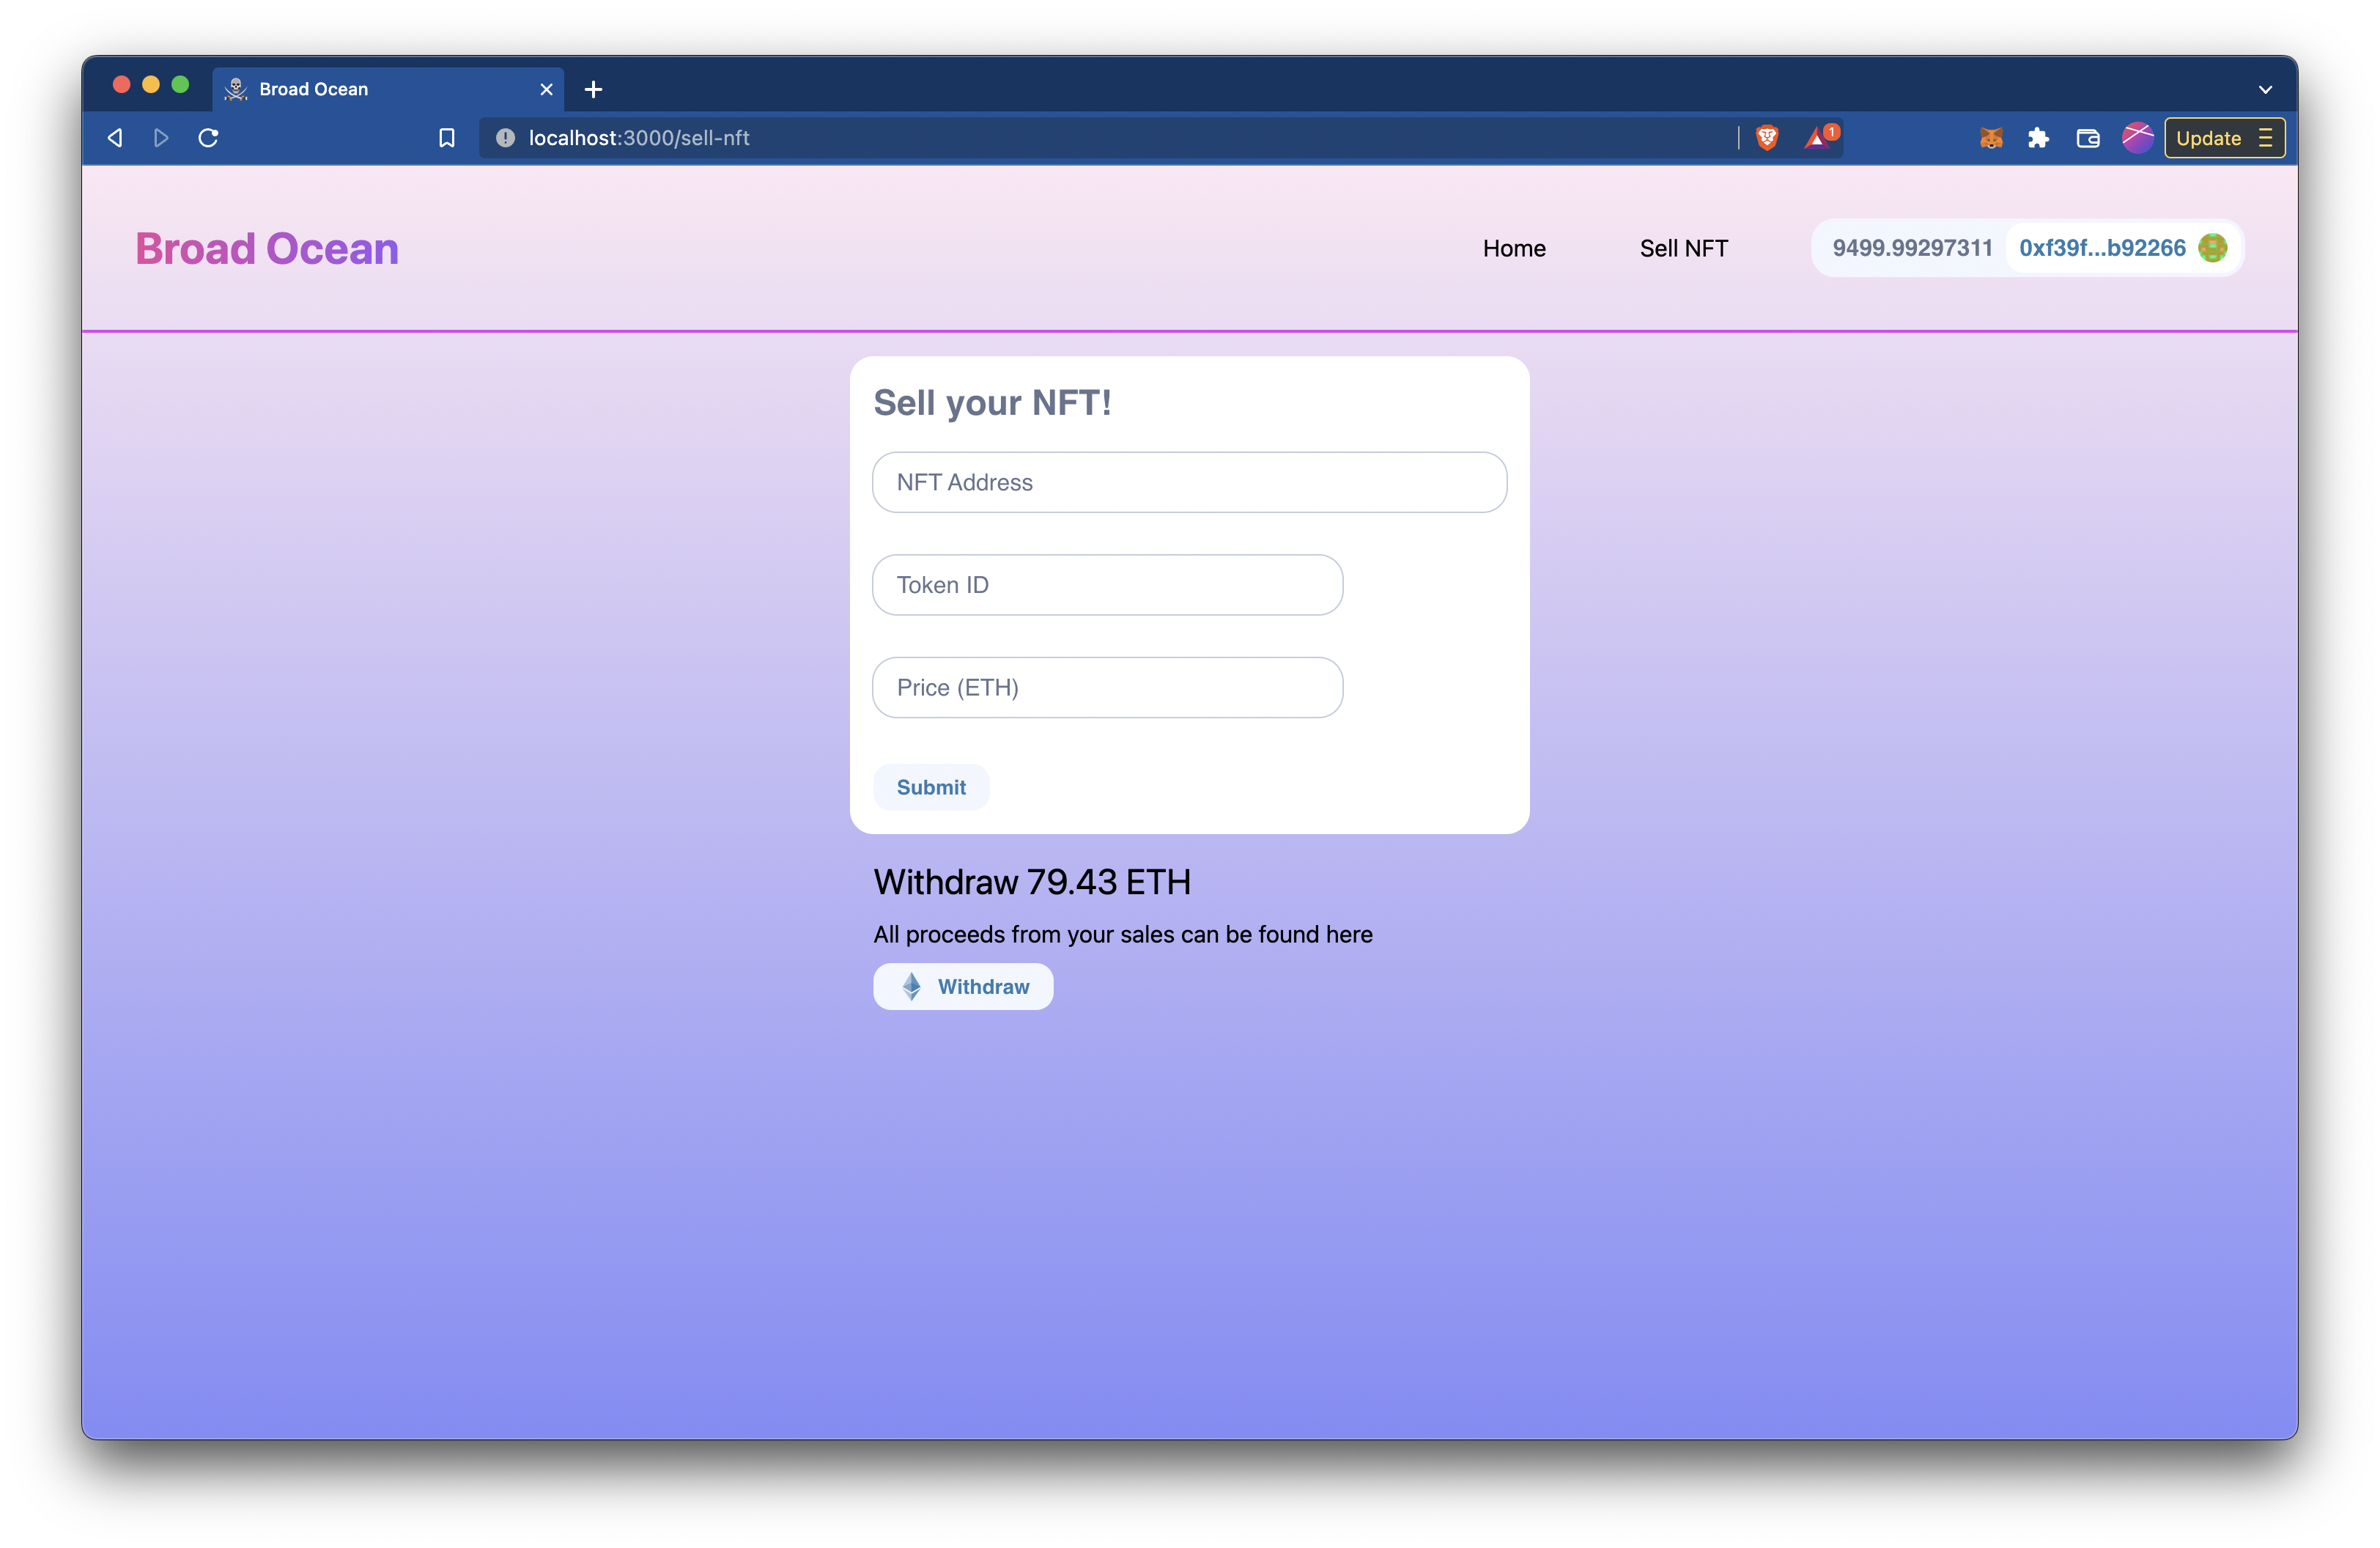 Broad Ocean
localhost:3000/sell-nft
1
Update
Broad Ocean
Home
Sell NFT
9499.99297311
0xf39f...b92266
Sell your NFT!
NFT Address
Token ID
Price (ETH)
Submit
Withdraw 79.43 ETH
All proceeds from your sales can be found here
Withdraw